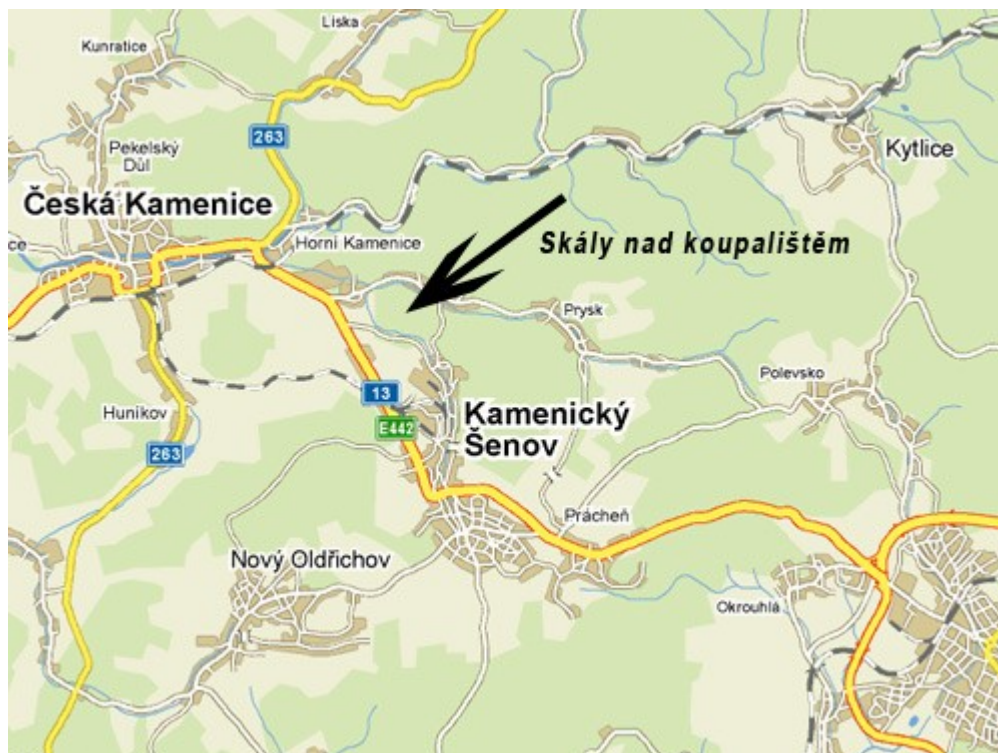 Liska
Kunratice
263
Pekelský
Důl
Kytlice
Česká Kamenice
ce
Horní Kamenice
Skály nad koupalištěm
Prysk
Polevsko
13
Huníkov
Kamenický
Šenov
E442
263
Prácheň
Nový Oldřichov
Okrouhlá